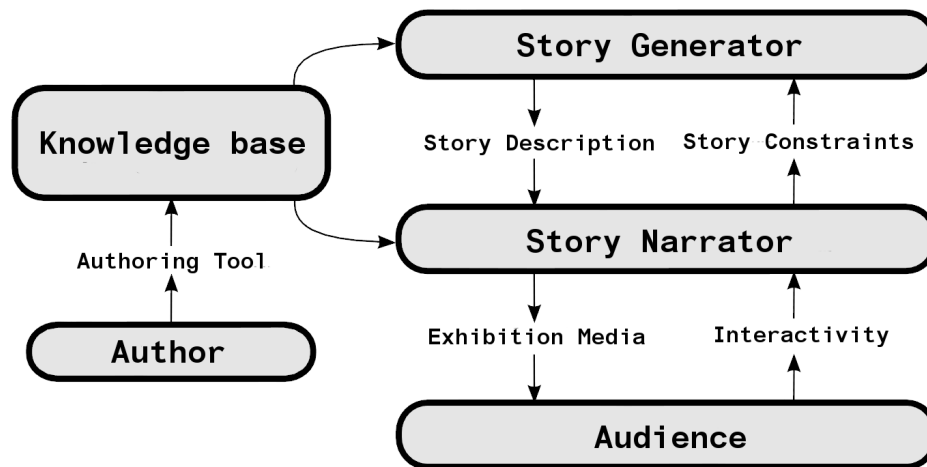 Story Generator
Knowledge base
Story Description
Story Constraints
Story Narrator
Authoring Tool
Author
Exhibition Media
Interactivity
Audience